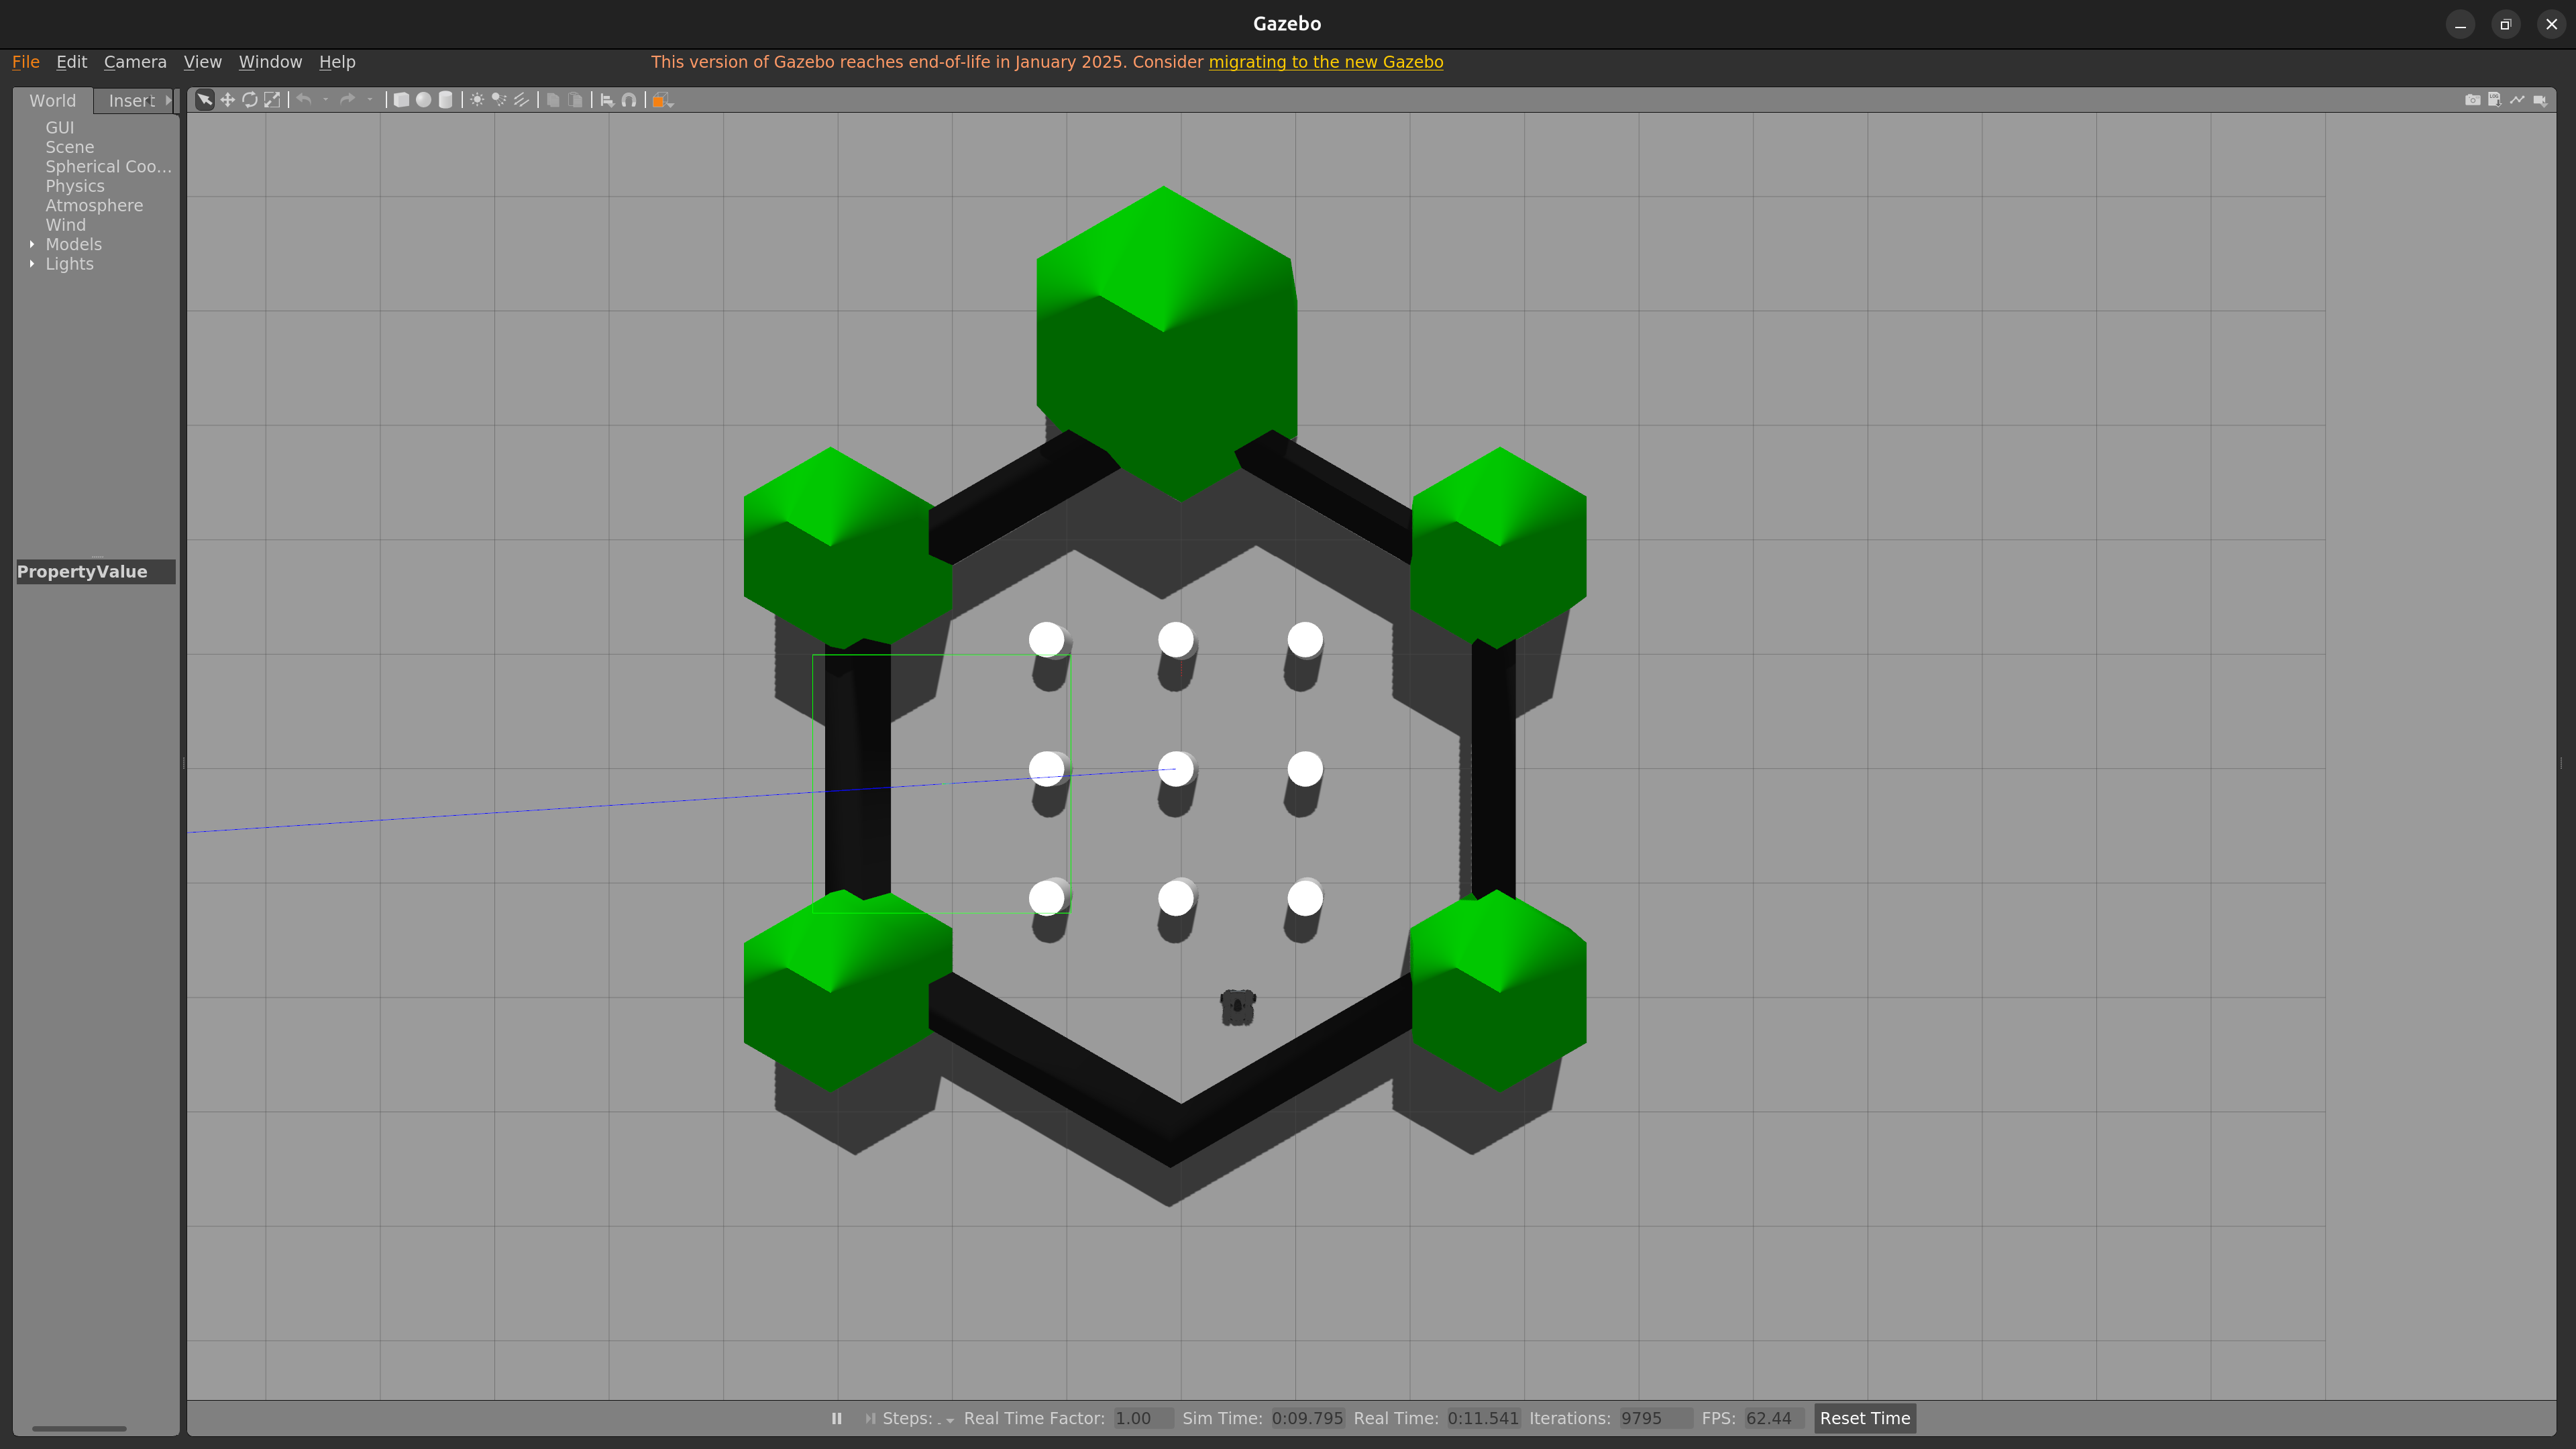 Gazebo
File Edit Camera View Window Help
This version of Gazebo reaches end-of-life in January 2025. Consider migrating to the new Gazebo
World Insert
GUI
Scene
Spherical Coo...
Physics
Atmosphere
Wind
Models
Lights
PropertyValue
Steps: Real Time Factor: 1.00 Sim Time: 0:09.795 Real Time: 0:11.541 Iterations: 9795 FPS: 62.44 Reset Time